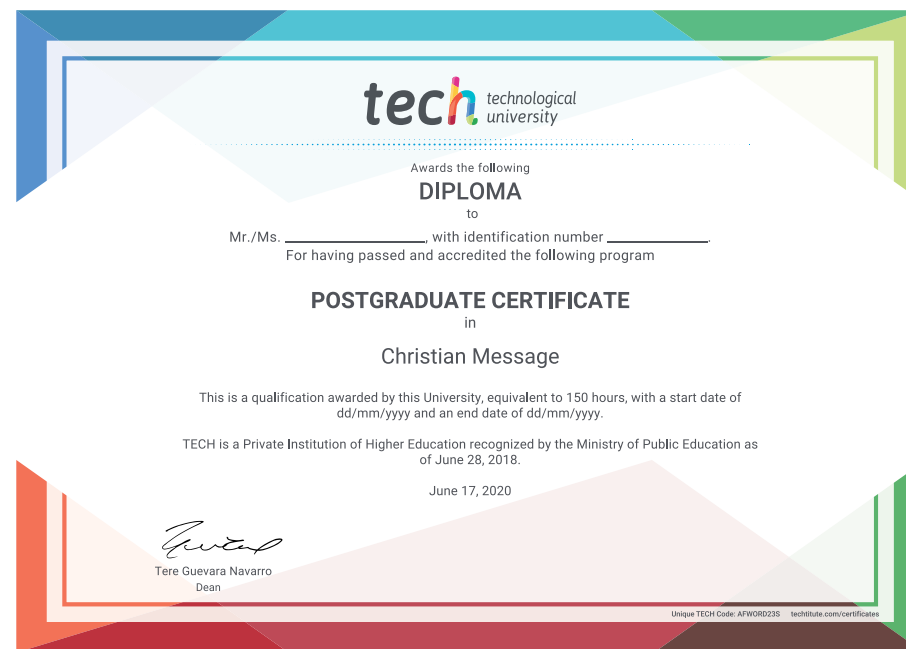 tech technological
university
Awards the following
DIPLOMA
to
Mr./Ms. ____________________, with identification number ______________.
For having passed and accredited the following program
POSTGRADUATE CERTIFICATE
in
Christian Message
This is a qualification awarded by this University, equivalent to 150 hours, with a start date of
dd/mm/yyyy and an end date of dd/mm/yyyy.
TECH is a Private Institution of Higher Education recognized by the Ministry of Public Education as
of June 28, 2018.
June 17, 2020
Tere Guevara Navarro
Dean
Unique TECH Code: AFWORD23S techtitute.com/certificates